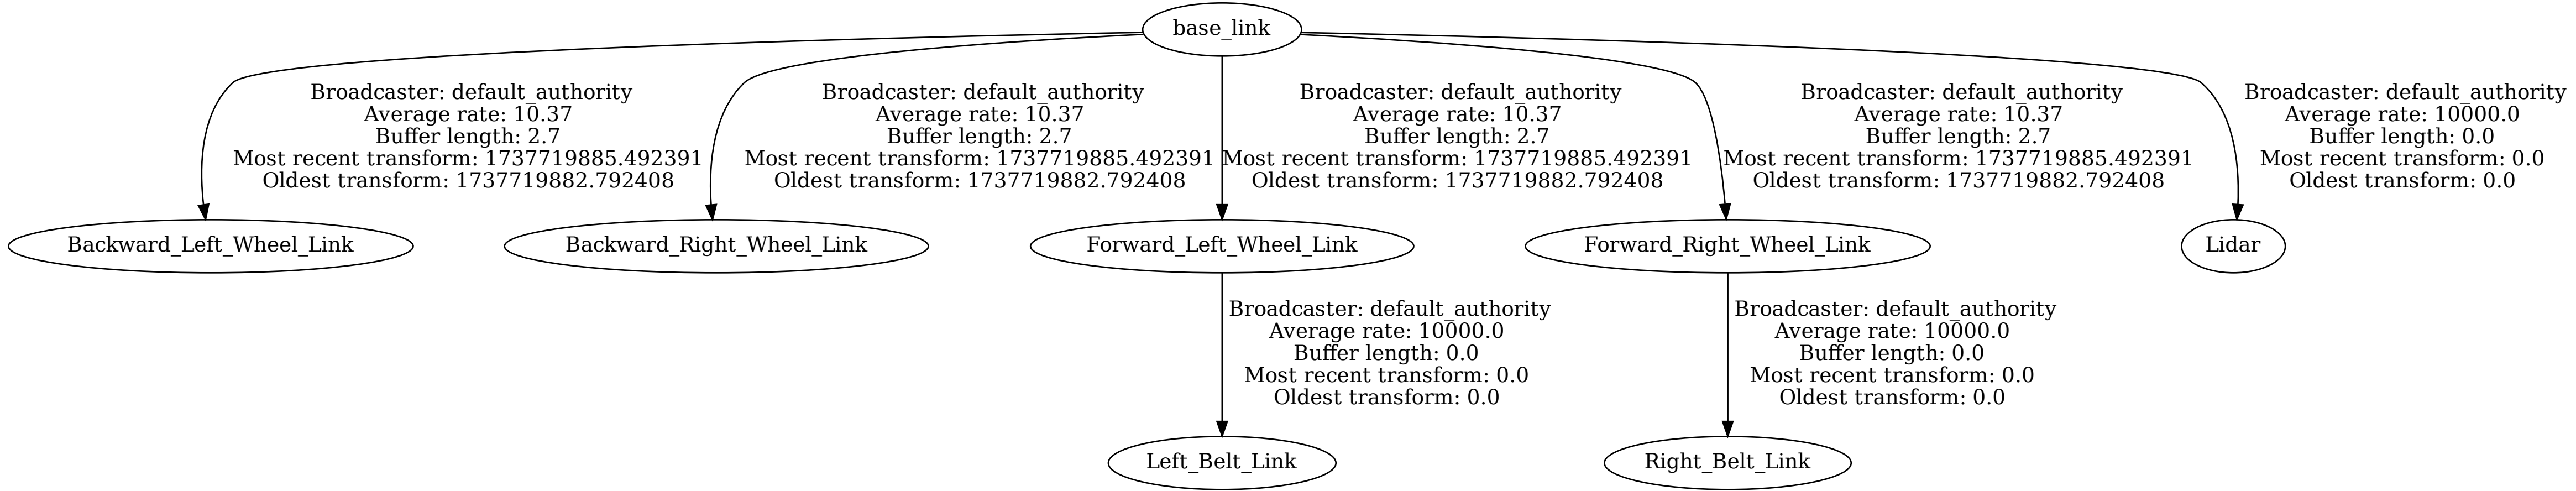 base_link
Broadcaster: default_authority
Average rate: 10.37
Buffer length: 2.7
Most recent transform: 1737719885.492391
Oldest transform: 1737719882.792408
Broadcaster: default_authority
Average rate: 10.37
Buffer length: 2.7
Most recent transform: 1737719885.492391
Oldest transform: 1737719882.792408
Broadcaster: default_authority
Average rate: 10.37
Buffer length: 2.7
Most recent transform: 1737719885.492391
Oldest transform: 1737719882.792408
Broadcaster: default_authority
Average rate: 10.37
Buffer length: 2.7
Most recent transform: 1737719885.492391
Oldest transform: 1737719882.792408
Broadcaster: default_authority
Average rate: 10000.0
Buffer length: 0.0
Most recent transform: 0.0
Oldest transform: 0.0
Backward_Left_Wheel_Link
Backward_Right_Wheel_Link
Forward_Left_Wheel_Link
Forward_Right_Wheel_Link
Lidar
Broadcaster: default_authority
Average rate: 10000.0
Buffer length: 0.0
Most recent transform: 0.0
Oldest transform: 0.0
Broadcaster: default_authority
Average rate: 10000.0
Buffer length: 0.0
Most recent transform: 0.0
Oldest transform: 0.0
Left_Belt_Link
Right_Belt_Link